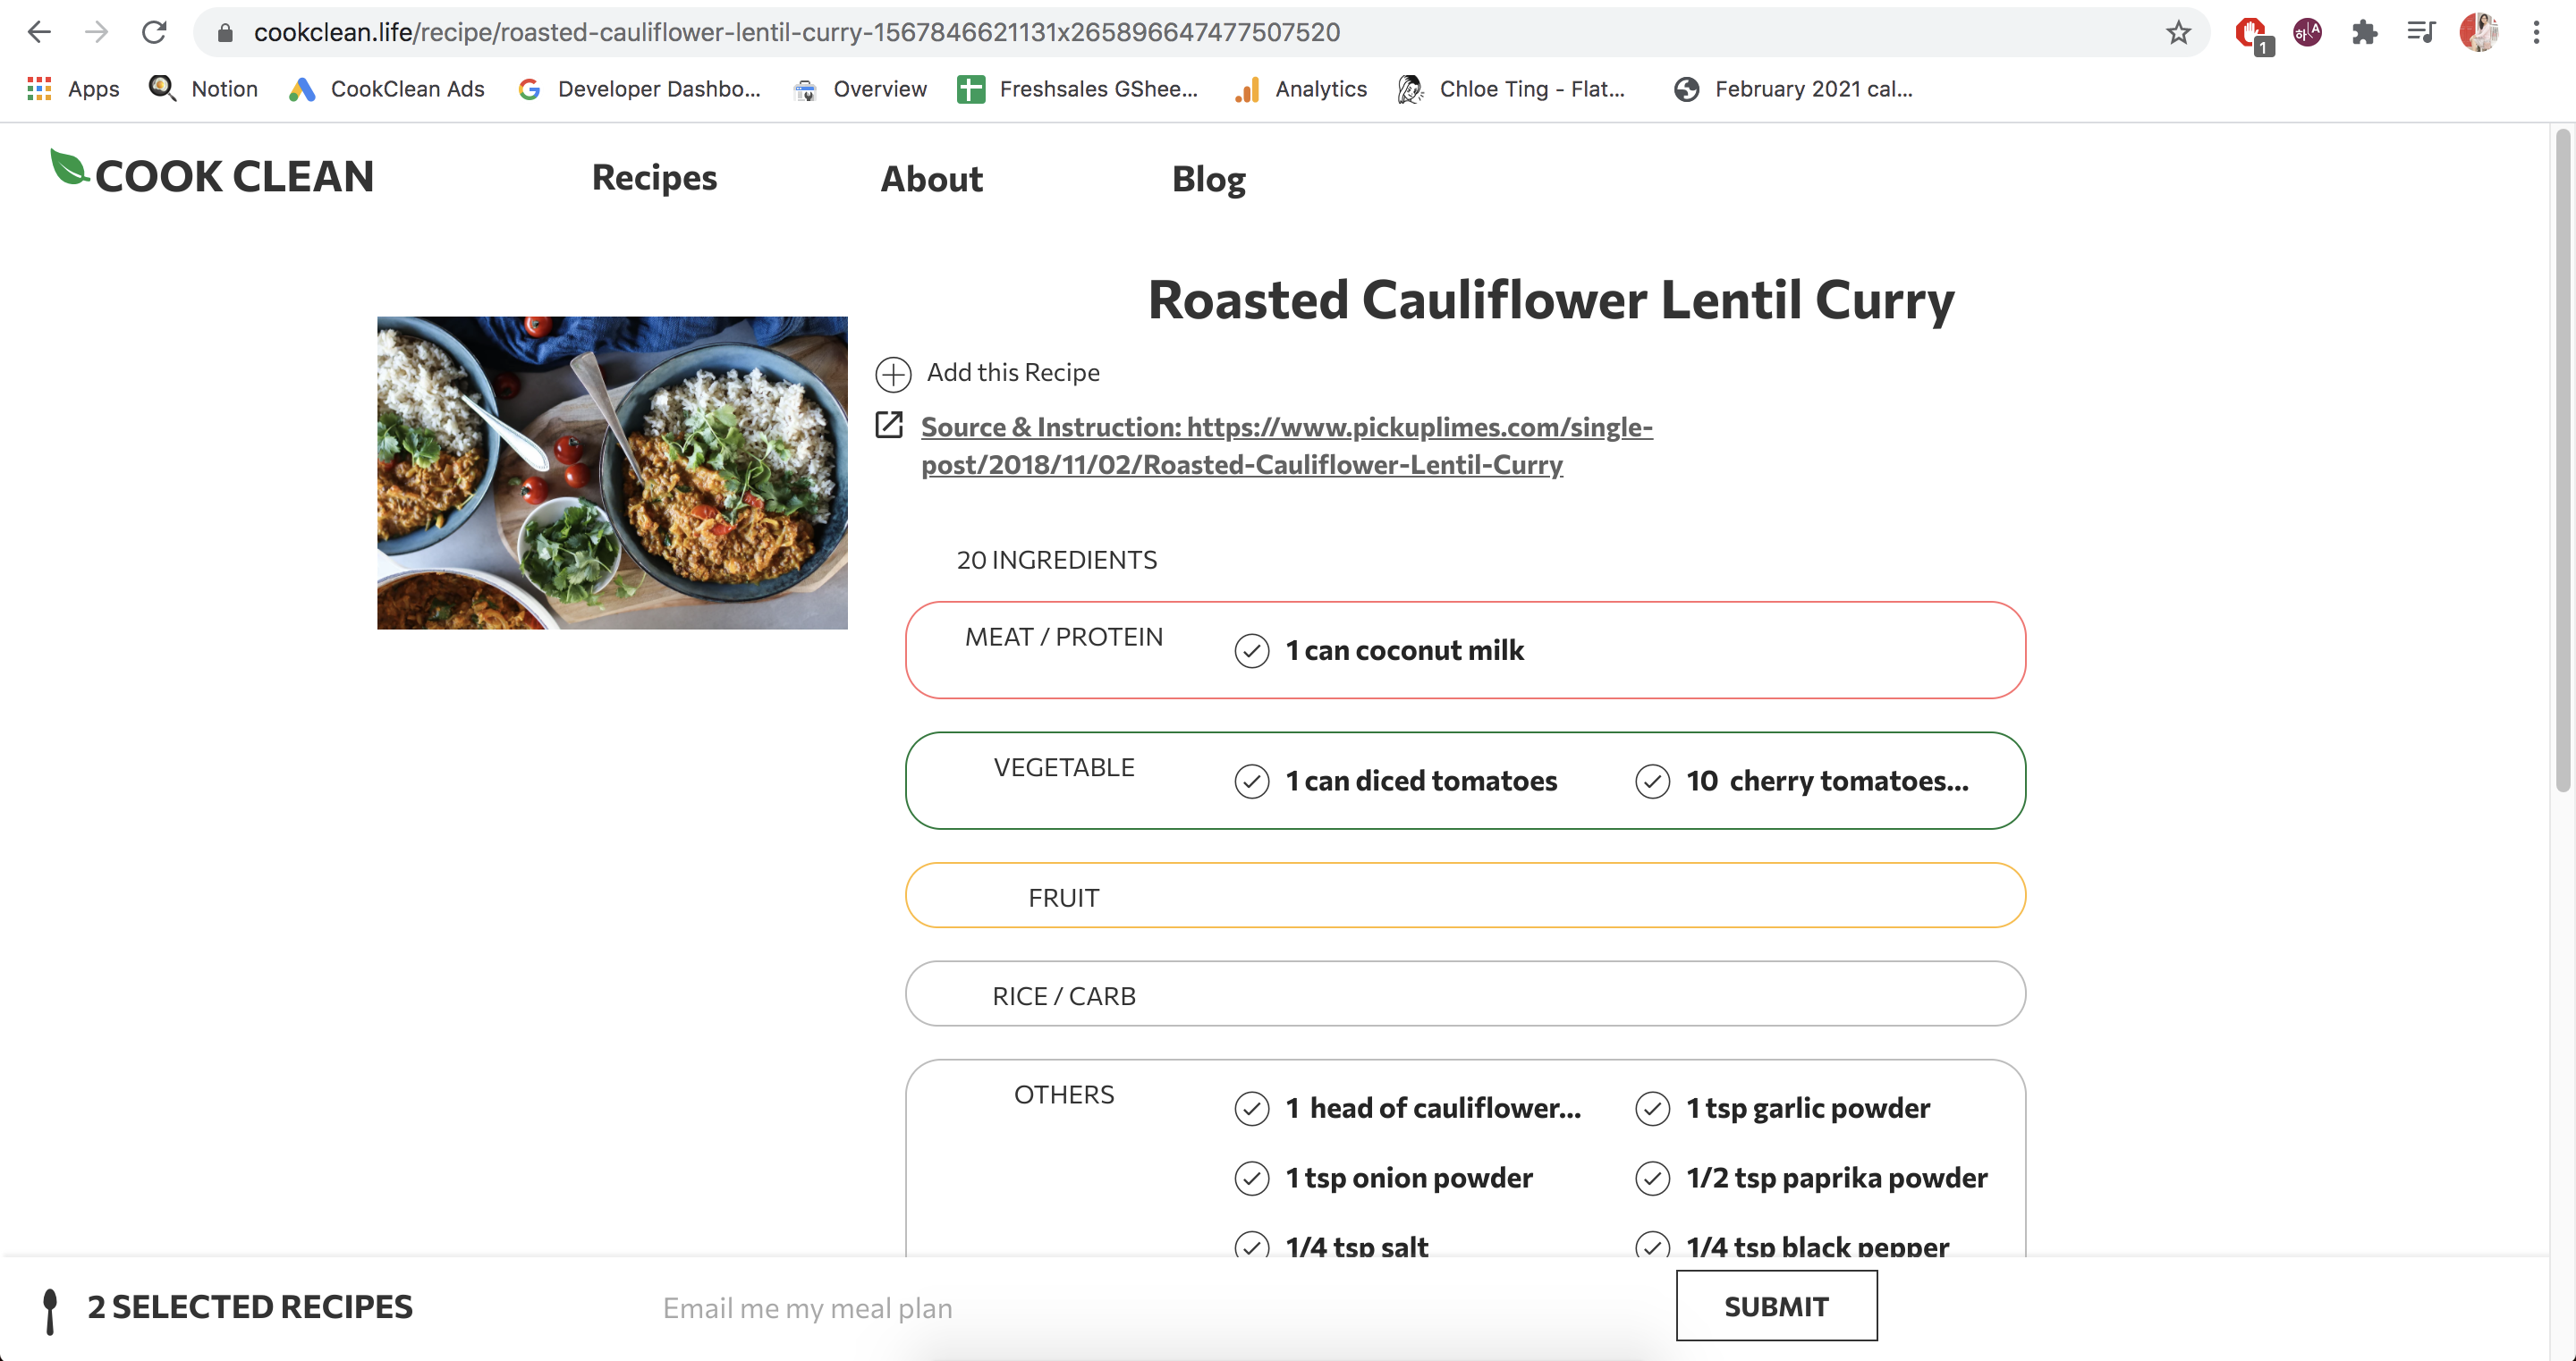 cookclean.life/recipe/roasted-cauliflower-lentil-curry-1567846621131x265896647477507520
1
하A
Apps Notion CookClean Ads Developer Dashbo... Overview Freshsales GShee... Analytics Chloe Ting - Flat... February 2021 cal...
COOK CLEAN Recipes About Blog
Roasted Cauliflower Lentil Curry
Add this Recipe
Source & Instruction: https://www.pickuplimes.com/single-
post/2018/11/02/Roasted-Cauliflower-Lentil-Curry
20 INGREDIENTS
MEAT / PROTEIN 1 can coconut milk
VEGETABLE 1 can diced tomatoes 10 cherry tomatoes...
FRUIT
RICE / CARB
OTHERS 1 head of cauliflower... 1 tsp garlic powder
1 tsp onion powder 1/2 tsp paprika powder
1/4 tsp salt 1/4 tsp black pepper
2 SELECTED RECIPES Email me my meal plan SUBMIT